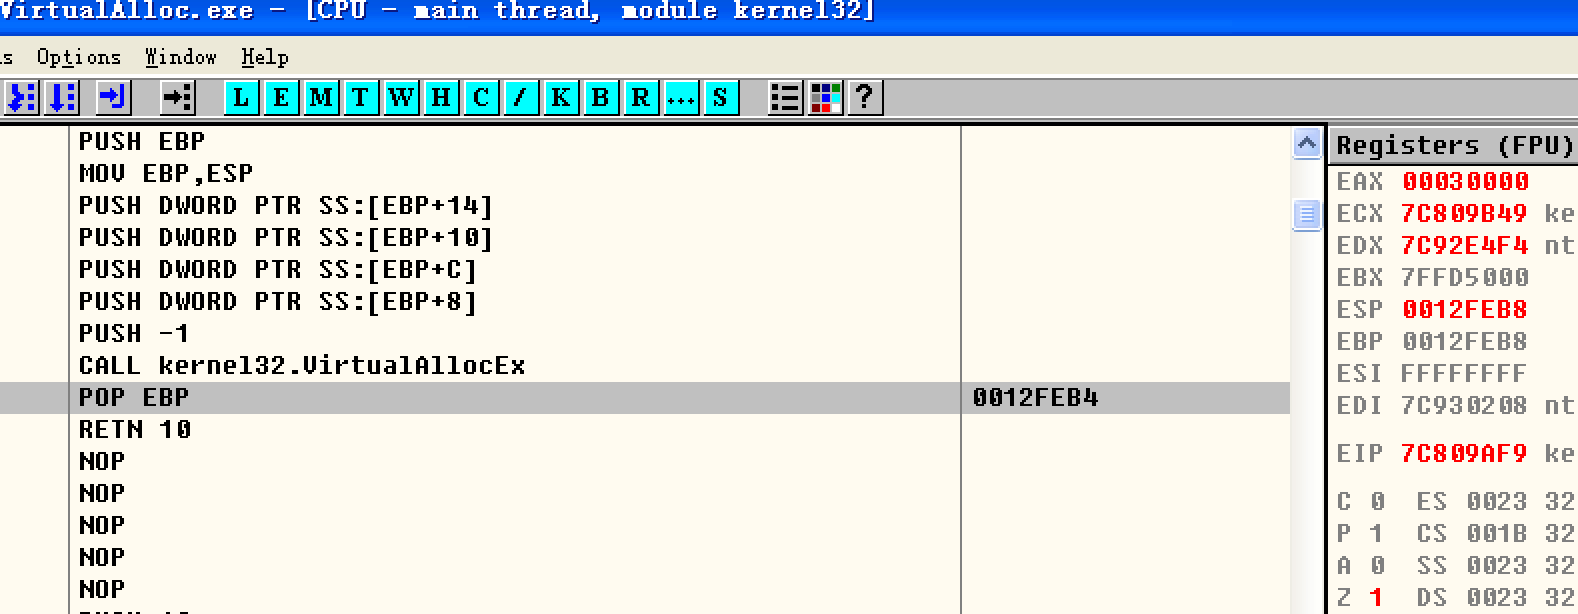 VirtualAlloc.exe - [CPU - main thread, module kernel32]
Options Window Help
L E M T W H C / K B R ... S ?
PUSH EBP
MOV EBP,ESP
PUSH DWORD PTR SS:[EBP+14]
PUSH DWORD PTR SS:[EBP+10]
PUSH DWORD PTR SS:[EBP+C]
PUSH DWORD PTR SS:[EBP+8]
PUSH -1
CALL kernel32.VirtualAllocEx
POP EBP 0012FEB4
RETN 10
NOP
NOP
NOP
NOP
NOP
Registers (FPU)
EAX 00030000
ECX 7C809B49 ke
EDX 7C92E4F4 nt
EBX 7FFD5000
ESP 0012FEB8
EBP 0012FEB8
ESI FFFFFFFF
EDI 7C930208 nt
EIP 7C809AF9 ke
C 0 ES 0023 32
P 1 CS 001B 32
A 0 SS 0023 32
Z 1 DS 0023 32